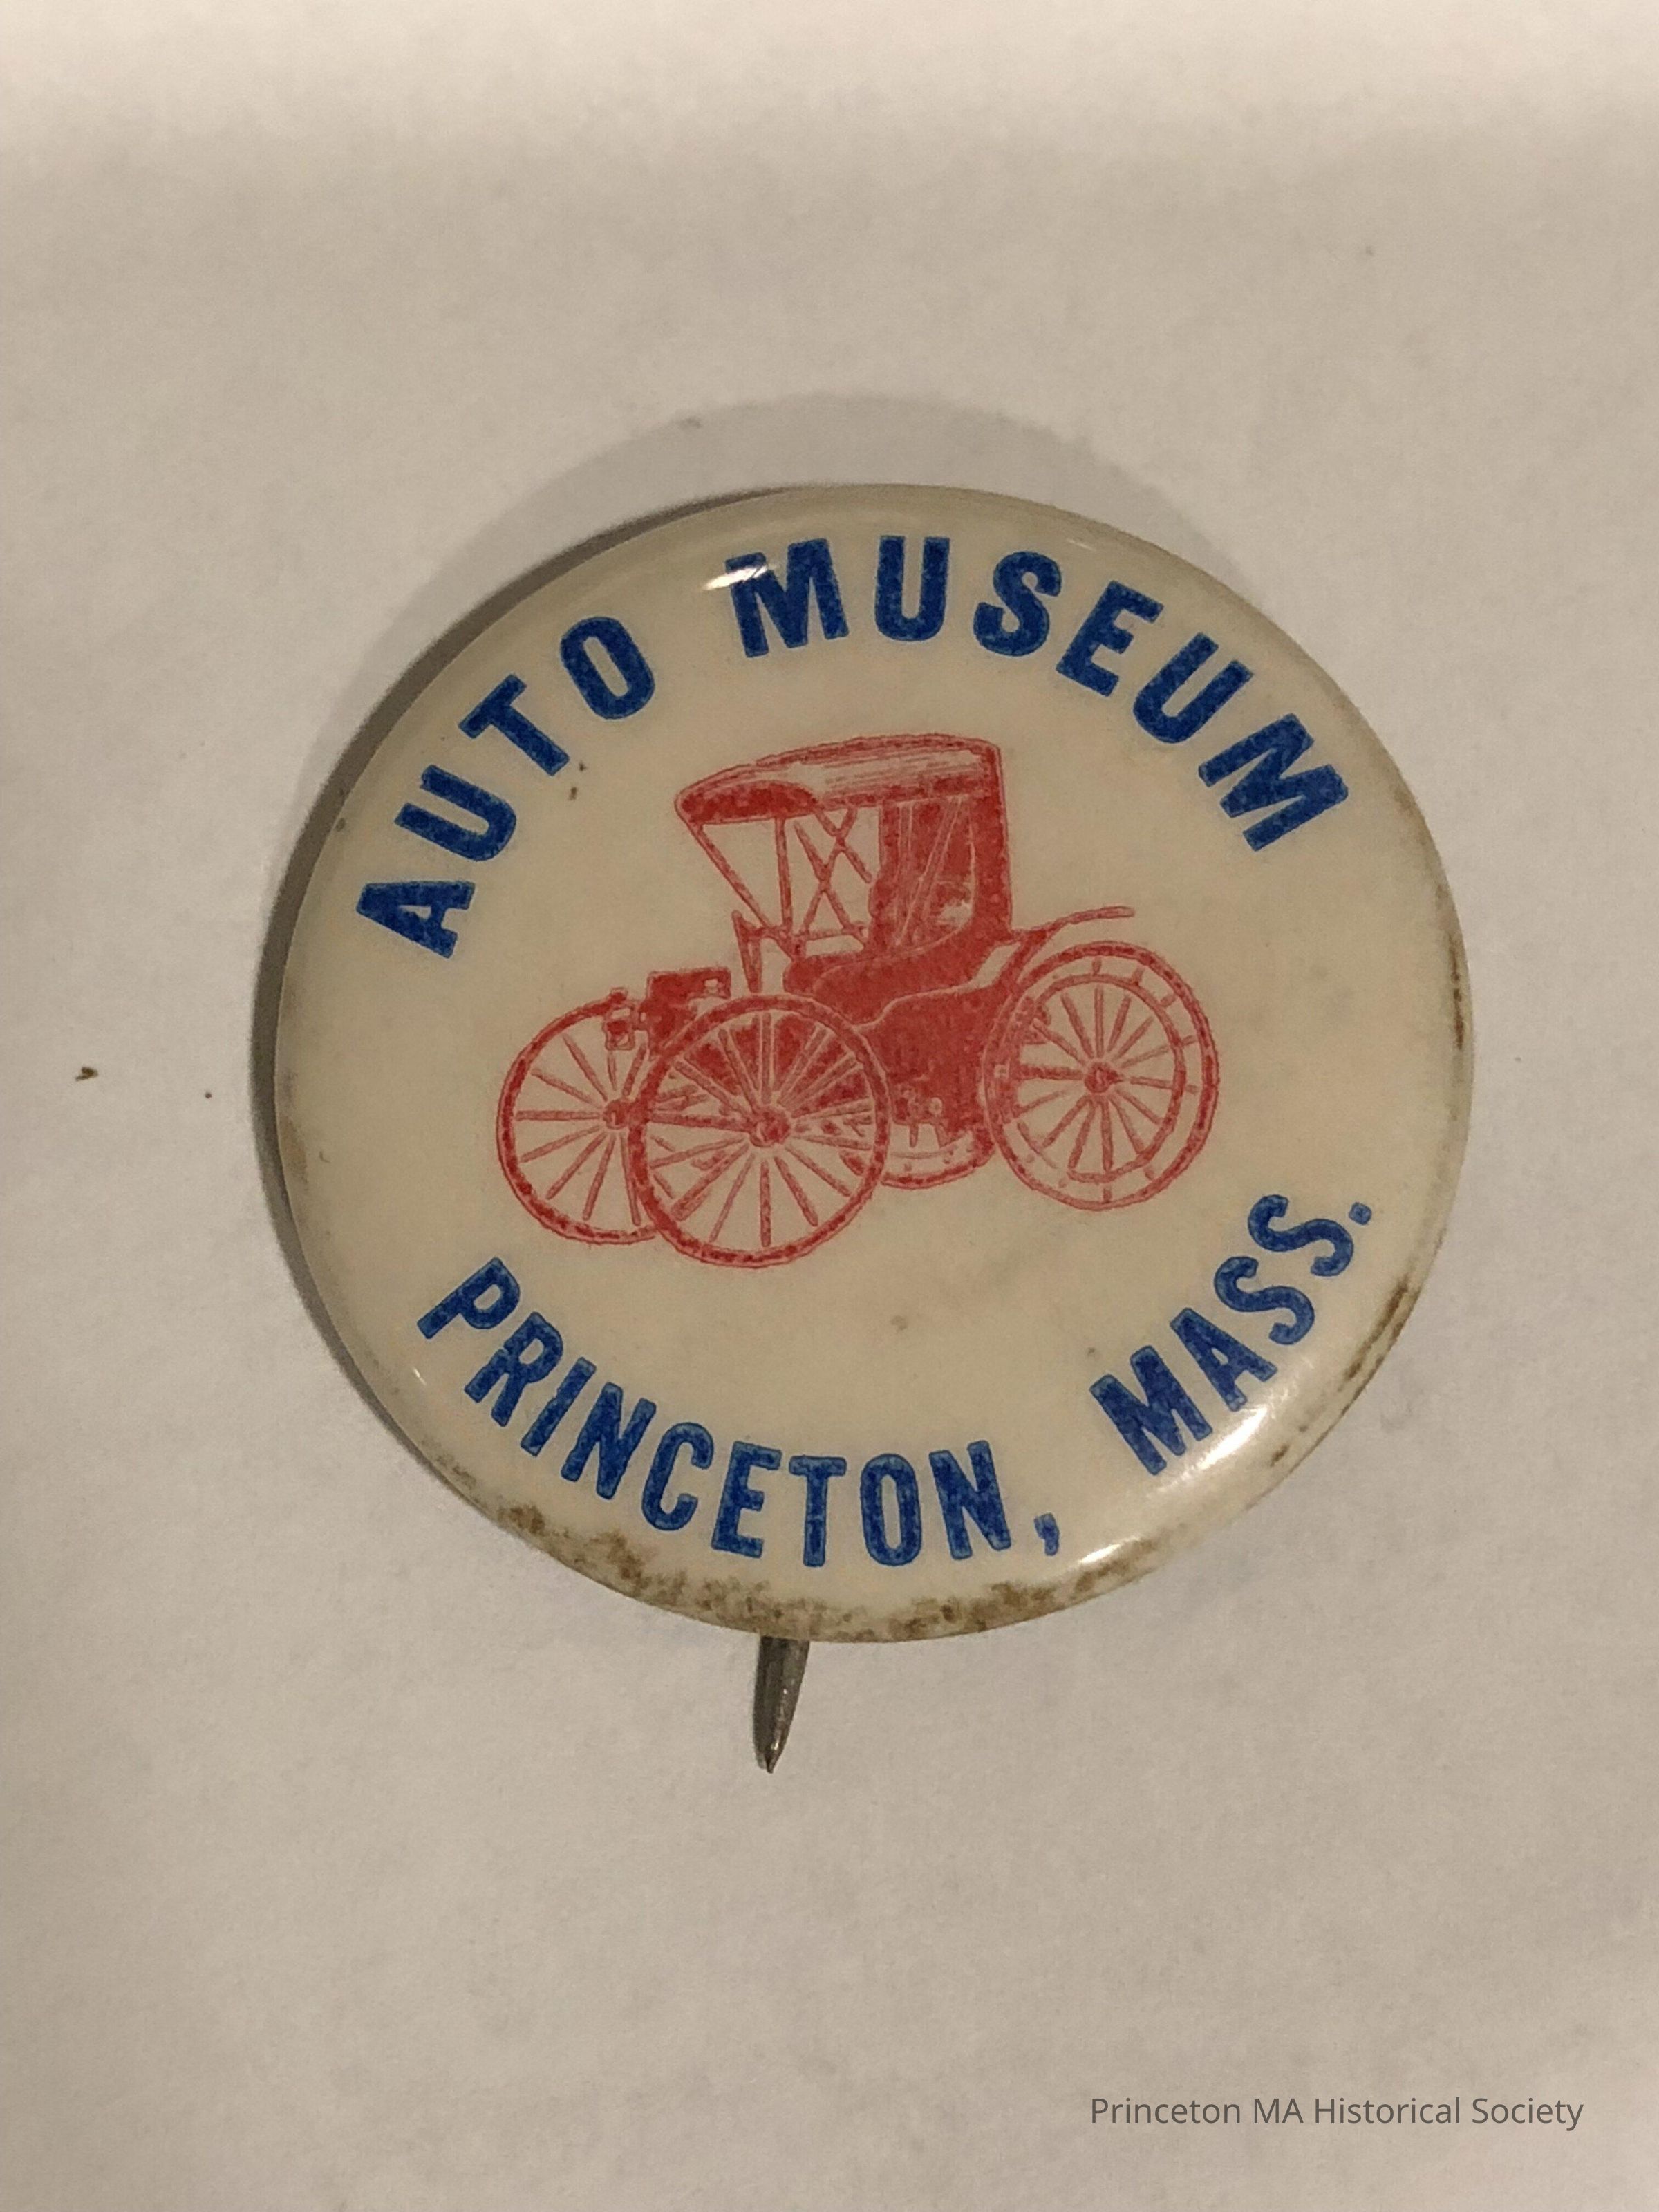 AUTO MUSEUM
PRINCETON, MASS.
Princeton MA Historical Society